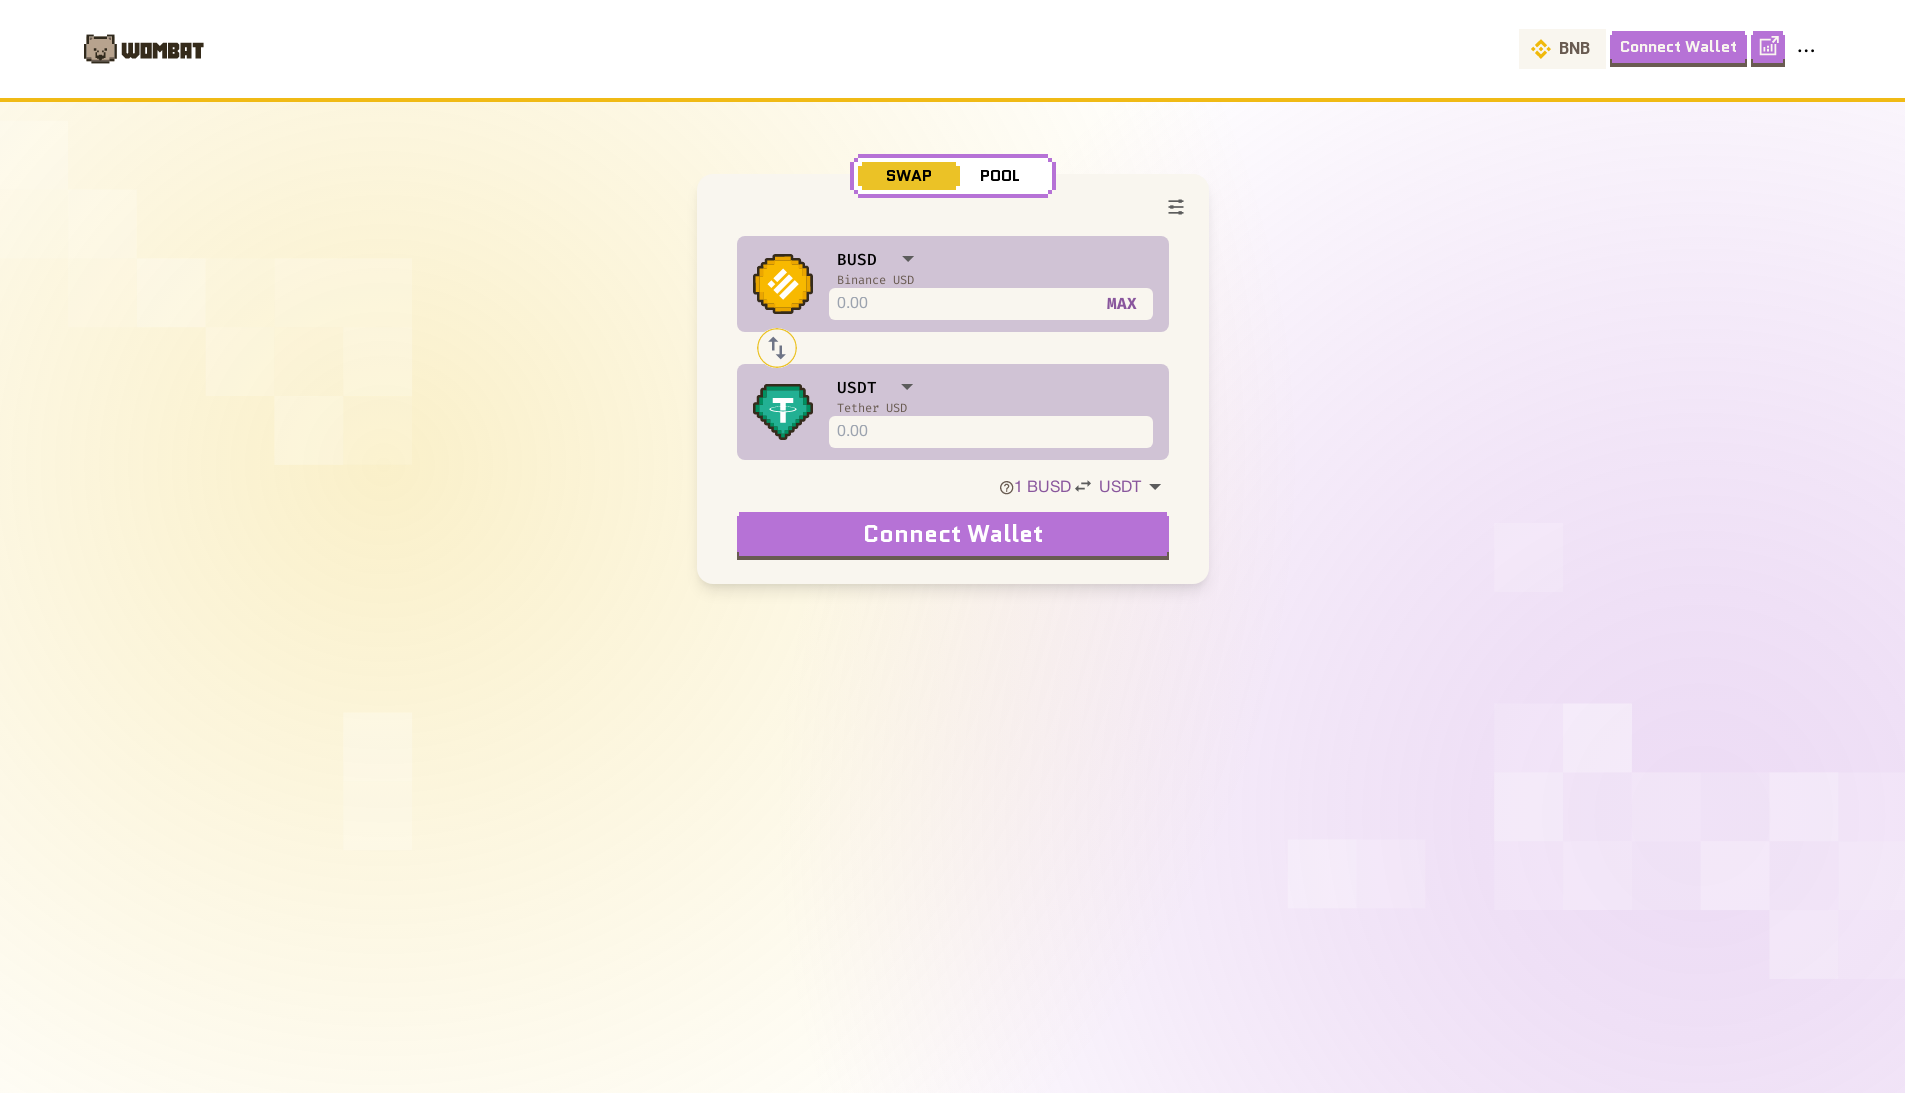 WOMBAT
BNB
Connect Wallet
...
SWAP
POOL
BUSD
Binance USD
0.00
MAX
USDT
Tether USD
0.00
1 BUSD
USDT
Connect Wallet